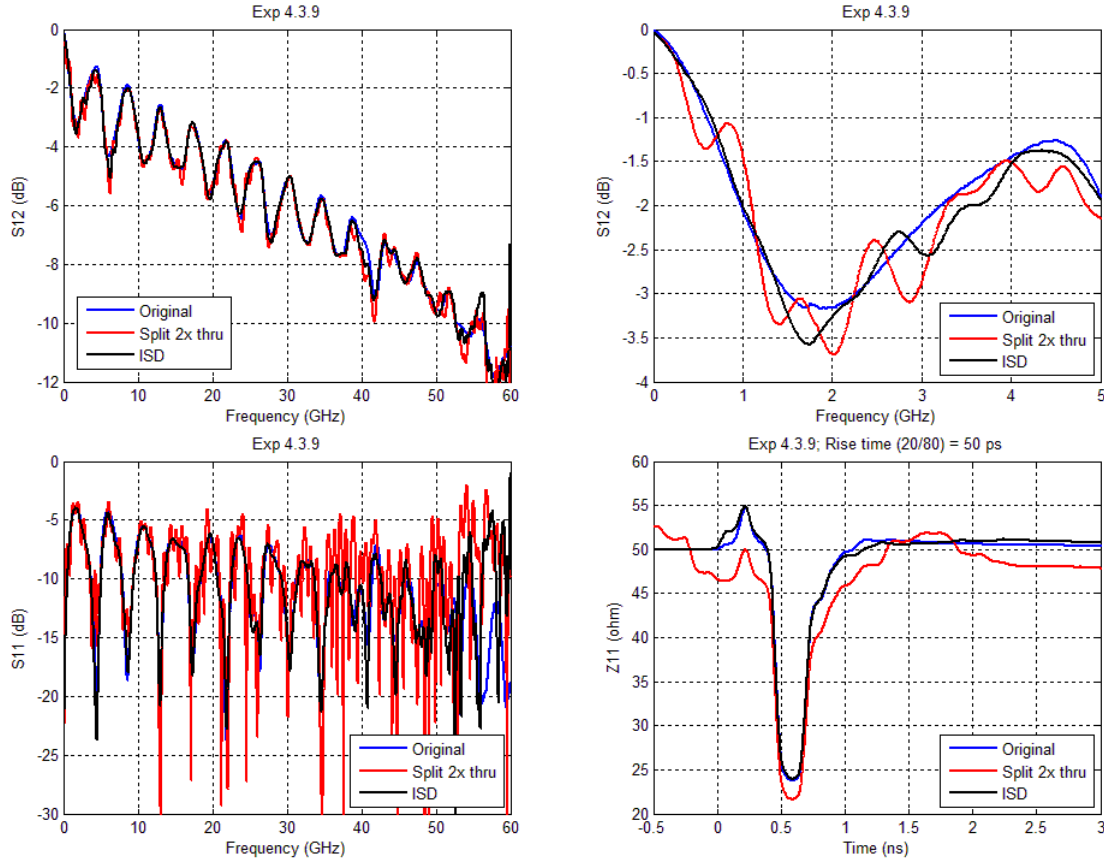 Exp 4.3.9
S12 (dB)
0
-2
-4
-6
-8
-10
-12
Original
Split 2x thru
ISD
0 10 20 30 40 50 60
Frequency (GHz)
Exp 4.3.9
S12 (dB)
0
-0.5
-1
-1.5
-2
-2.5
-3
-3.5
-4
Original
Split 2x thru
ISD
0 1 2 3 4 5
Frequency (GHz)
Exp 4.3.9
S11 (dB)
0
-5
-10
-15
-20
-25
-30
Original
Split 2x thru
ISD
0 10 20 30 40 50 60
Frequency (GHz)
Exp 4.3.9; Rise time (20/80) = 50 ps
Z11 (ohm)
60
55
50
45
40
35
30
25
20
Original
Split 2x thru
ISD
-0.5 0 0.5 1 1.5 2 2.5 3
Time (ns)